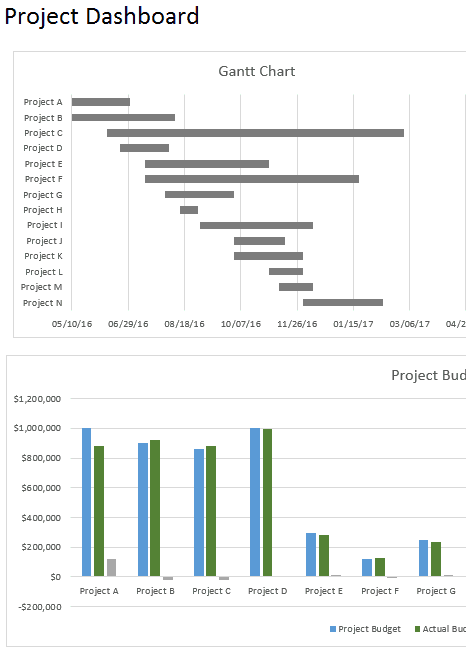 Project Dashboard
Gantt Chart
Project A
Project B
Project C
Project D
Project E
Project F
Project G
Project H
Project I
Project J
Project K
Project L
Project M
Project N
05/10/16 06/29/16 08/18/16 10/07/16 11/26/16 01/15/17 03/06/17 04/2
Project Bud
$1,200,000
$1,000,000
$800,000
$600,000
$400,000
$200,000
$0
-$200,000
Project A Project B Project C Project D Project E Project F Project G
Project Budget Actual Bud